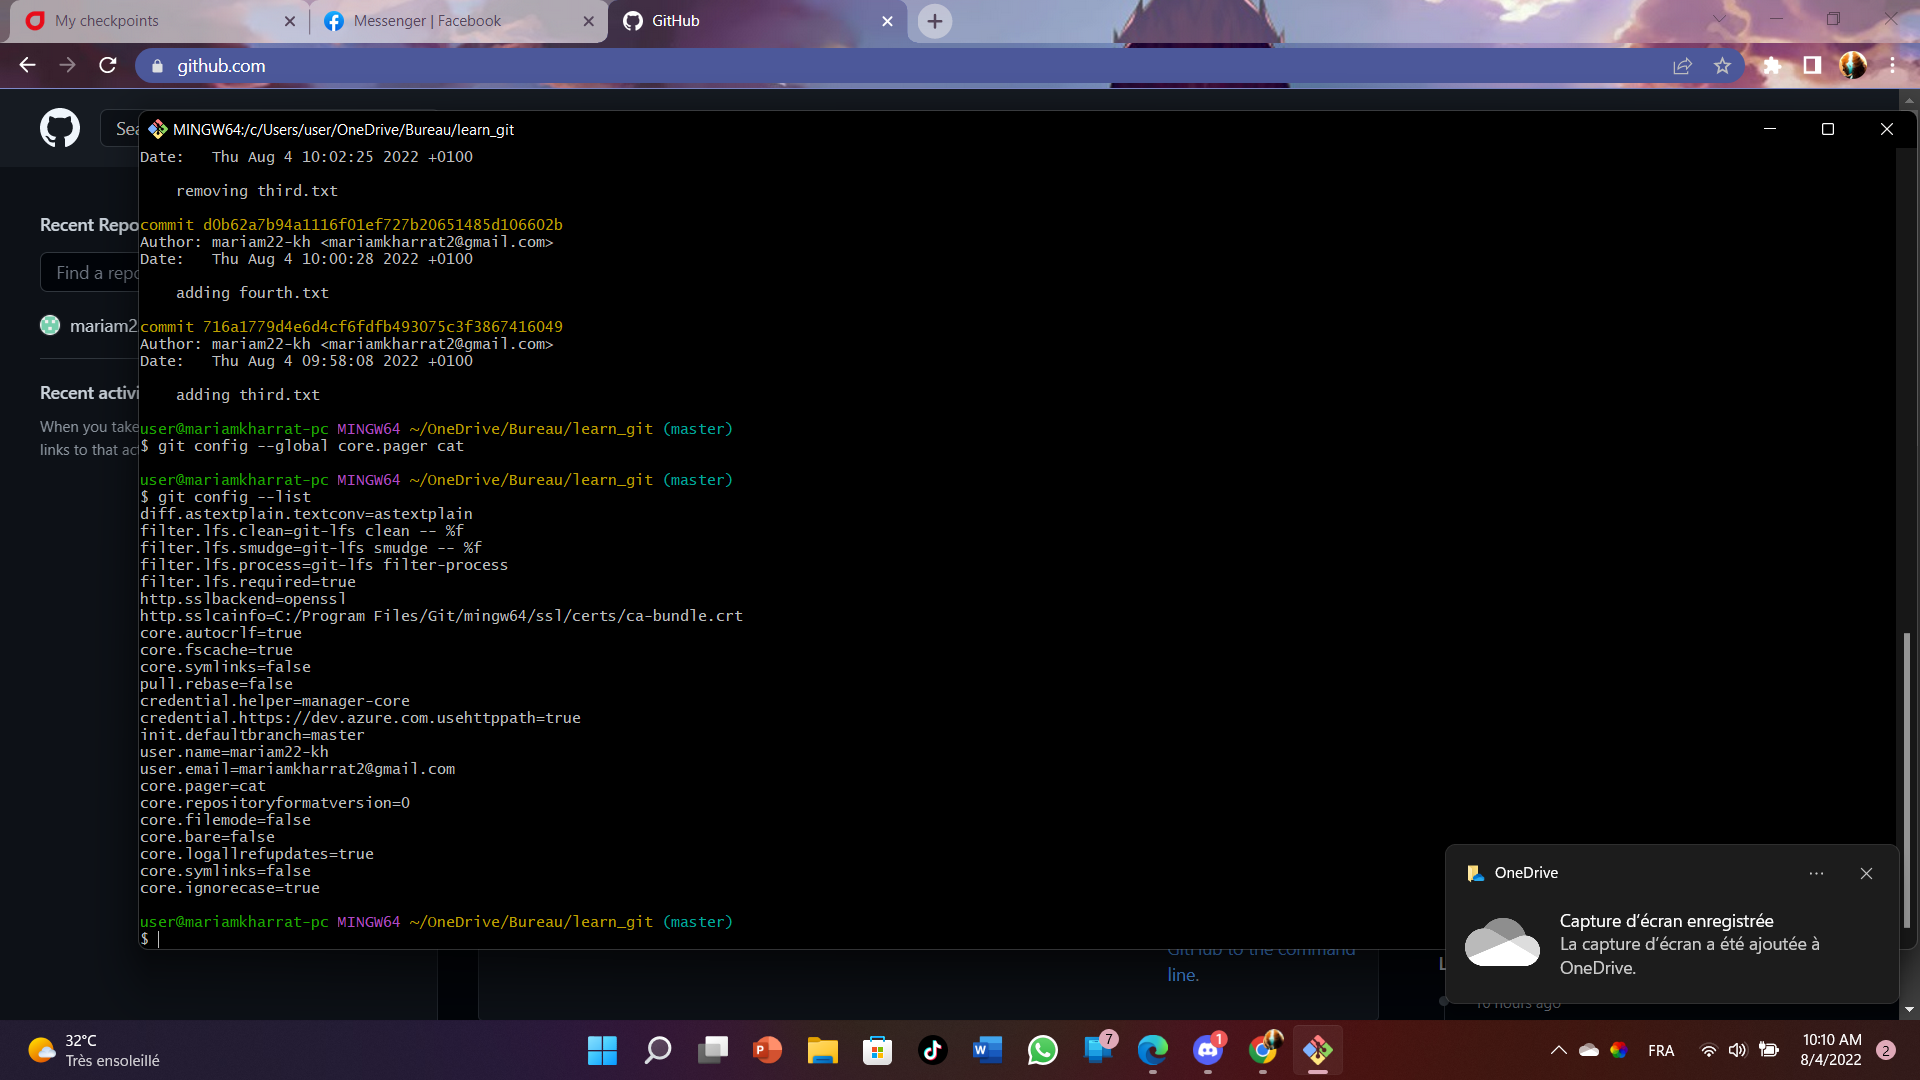 My checkpoints
Messenger | Facebook
GitHub
github.com
Sea
MINGW64:/c/Users/user/OneDrive/Bureau/learn_git
Date:   Thu Aug 4 10:02:25 2022 +0100
removing third.txt
Recent Repo
commit d0b62a7b94a1116f01ef727b20651485d106602b
Author: mariam22-kh <mariamkharrat2@gmail.com>
Date:   Thu Aug 4 10:00:28 2022 +0100
Find a repo
adding fourth.txt
mariam2
commit 716a1779d4e6d4cf6fdfb493075c3f3867416049
Author: mariam22-kh <mariamkharrat2@gmail.com>
Date:   Thu Aug 4 09:58:08 2022 +0100
Recent activi
adding third.txt
When you take
links to that act
user@mariamkharrat-pc MINGW64 ~/OneDrive/Bureau/learn_git (master)
$ git config --global core.pager cat
user@mariamkharrat-pc MINGW64 ~/OneDrive/Bureau/learn_git (master)
$ git config --list
diff.astextplain.textconv=astextplain
filter.lfs.clean=git-lfs clean -- %f
filter.lfs.smudge=git-lfs smudge -- %f
filter.lfs.process=git-lfs filter-process
filter.lfs.required=true
http.sslbackend=openssl
http.sslcainfo=C:/Program Files/Git/mingw64/ssl/certs/ca-bundle.crt
core.autocrlf=true
core.fscache=true
core.symlinks=false
pull.rebase=false
credential.helper=manager-core
credential.https://dev.azure.com.usehttppath=true
init.defaultbranch=master
user.name=mariam22-kh
user.email=mariamkharrat2@gmail.com
core.pager=cat
core.repositoryformatversion=0
core.filemode=false
core.bare=false
core.logallrefupdates=true
core.symlinks=false
core.ignorecase=true
user@mariamkharrat-pc MINGW64 ~/OneDrive/Bureau/learn_git (master)
$
GitHub to the command
line.
L
10 hours ago
OneDrive
Capture d'écran enregistrée
La capture d'écran a été ajoutée à
OneDrive.
32°C
Très ensoleillé
7
1
FRA
10:10 AM
8/4/2022
2